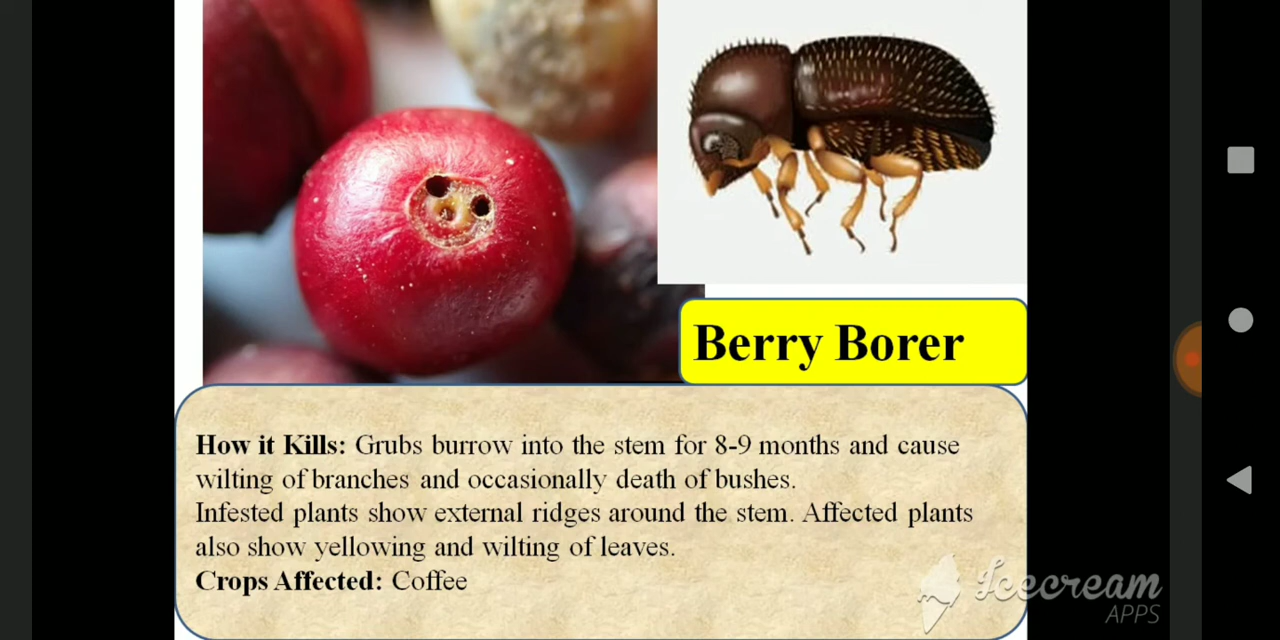 Berry Borer
How it Kills: Grubs burrow into the stem for 8-9 months and cause
wilting of branches and occasionally death of bushes.
Infested plants show external ridges around the stem. Affected plants
also show yellowing and wilting of leaves.
Crops Affected: Coffee
Icecream
APPS